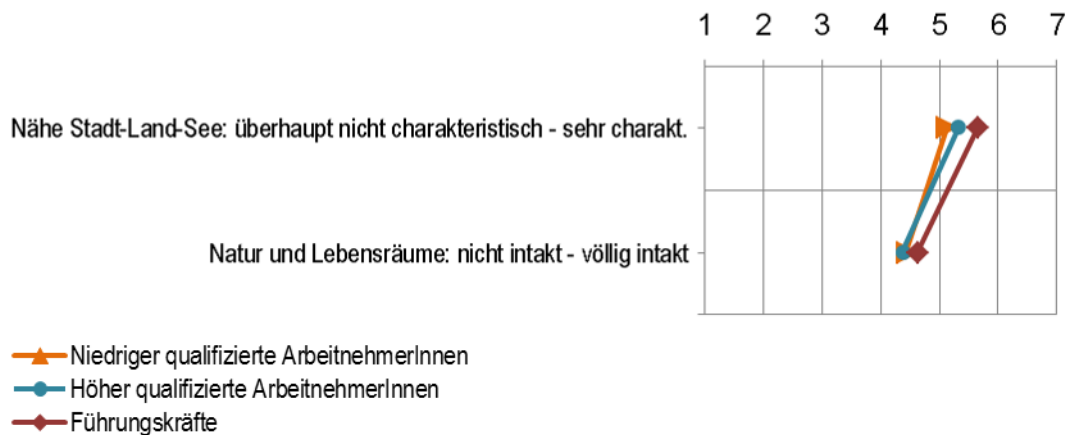 1 2 3 4 5 6 7
Nähe Stadt-Land-See: überhaupt nicht charakteristisch - sehr charakt.
Natur und Lebensräume: nicht intakt - völlig intakt
Niedriger qualifizierte ArbeitnehmerInnen
Höher qualifizierte ArbeitnehmerInnen
Führungskräfte